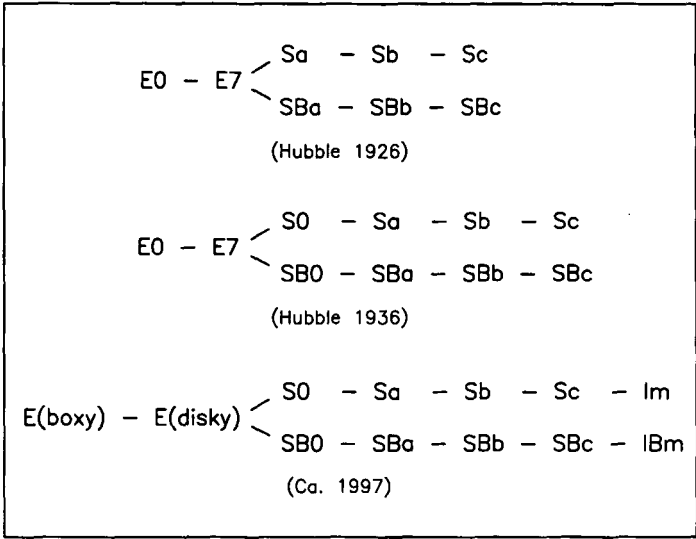 Sa – Sb – Sc
E0 – E7
SBa – SBb – SBc
(Hubble 1926)
S0 – Sa – Sb – Sc
E0 – E7
SB0 – SBa – SBb – SBc
(Hubble 1936)
S0 – Sa – Sb – Sc – Im
E(boxy) – E(disky)
SB0 – SBa – SBb – SBc – IBm
(Ca. 1997)